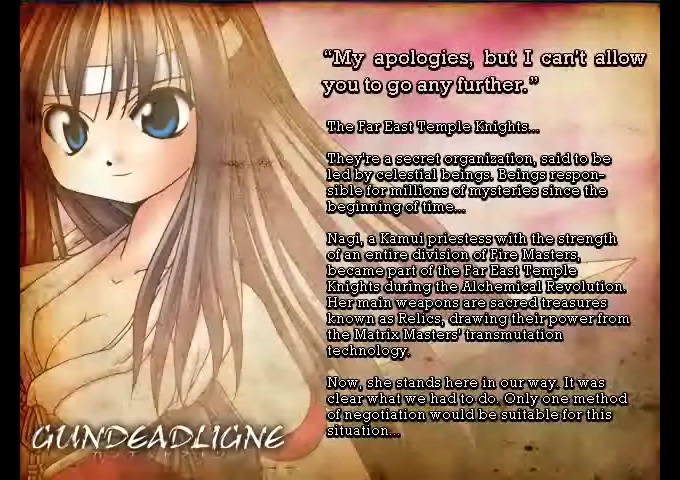 “My apologies, but I can't allow
you to go any further.”
The Far East Temple Knights...
They're a secret organization, said to be
led by celestial beings. Beings respon-
sible for millions of mysteries since the
beginning of time...
Nagi, a Kamui priestess with the strength
of an entire division of Fire Masters,
became part of the Far East Temple
Knights during the Alchemical Revolution.
Her main weapons are sacred treasures
known as Relics, drawing their power from
the Matrix Masters' transmutation
technology.
Now, she stands here in our way. It was
clear what we had to do. Only one method
of negotiation would be suitable for this
situation...
GUNDEADLIGNE